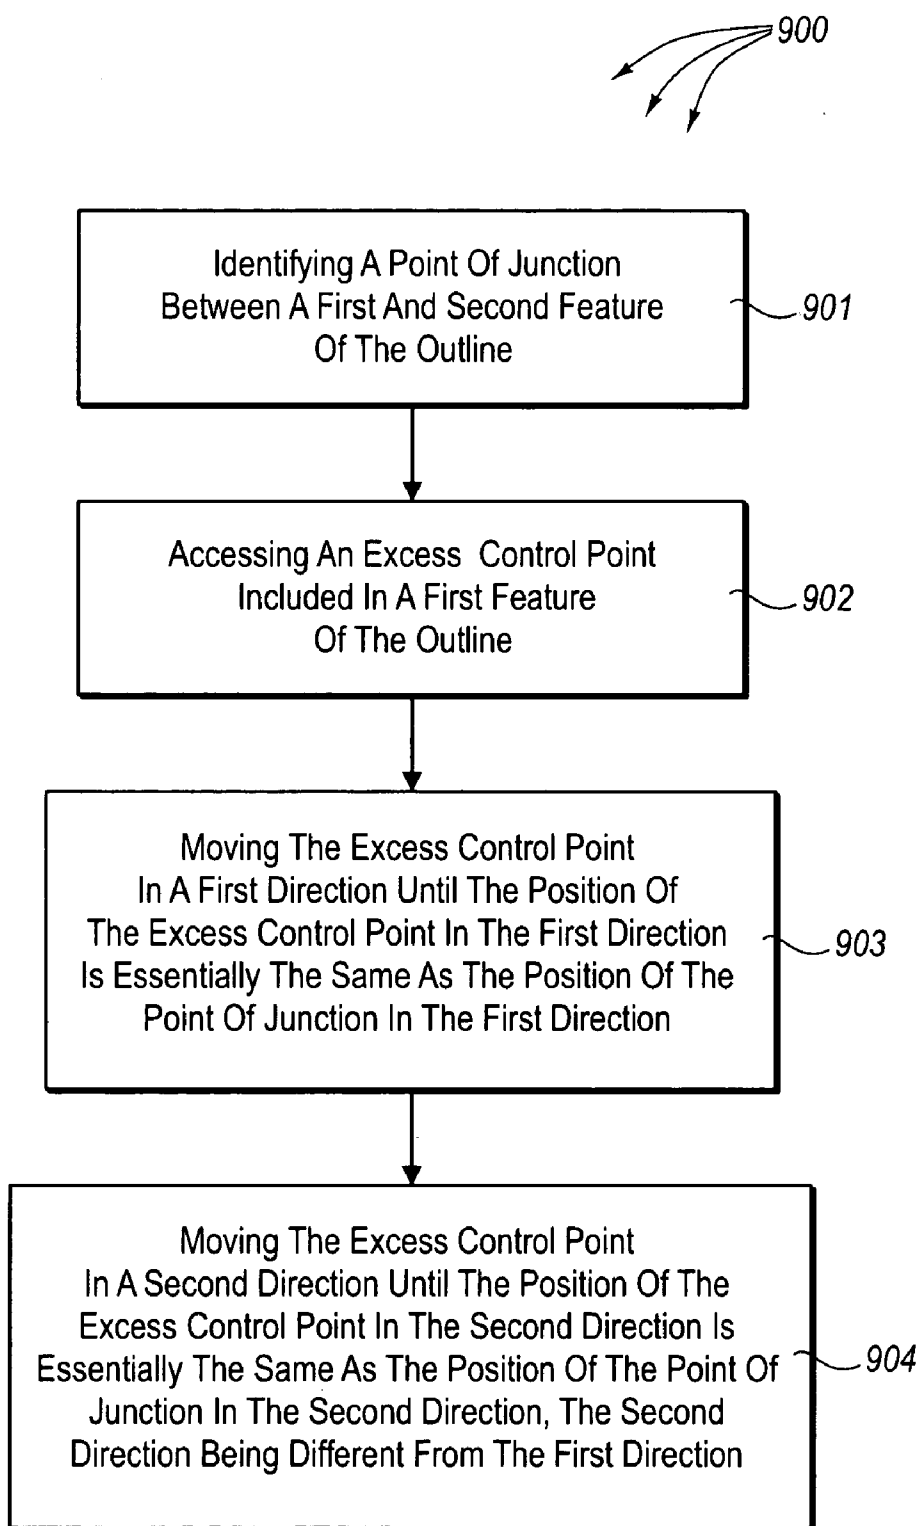 900
Identifying A Point Of Junction
Between A First And Second Feature
Of The Outline
901
Accessing An Excess Control Point
Included In A First Feature
Of The Outline
902
Moving The Excess Control Point
In A First Direction Until The Position Of
The Excess Control Point In The First Direction
Is Essentially The Same As The Position Of The
Point Of Junction In The First Direction
903
Moving The Excess Control Point
In A Second Direction Until The Position Of The
Excess Control Point In The Second Direction Is
Essentially The Same As The Position Of The Point Of
Junction In The Second Direction, The Second
Direction Being Different From The First Direction
904